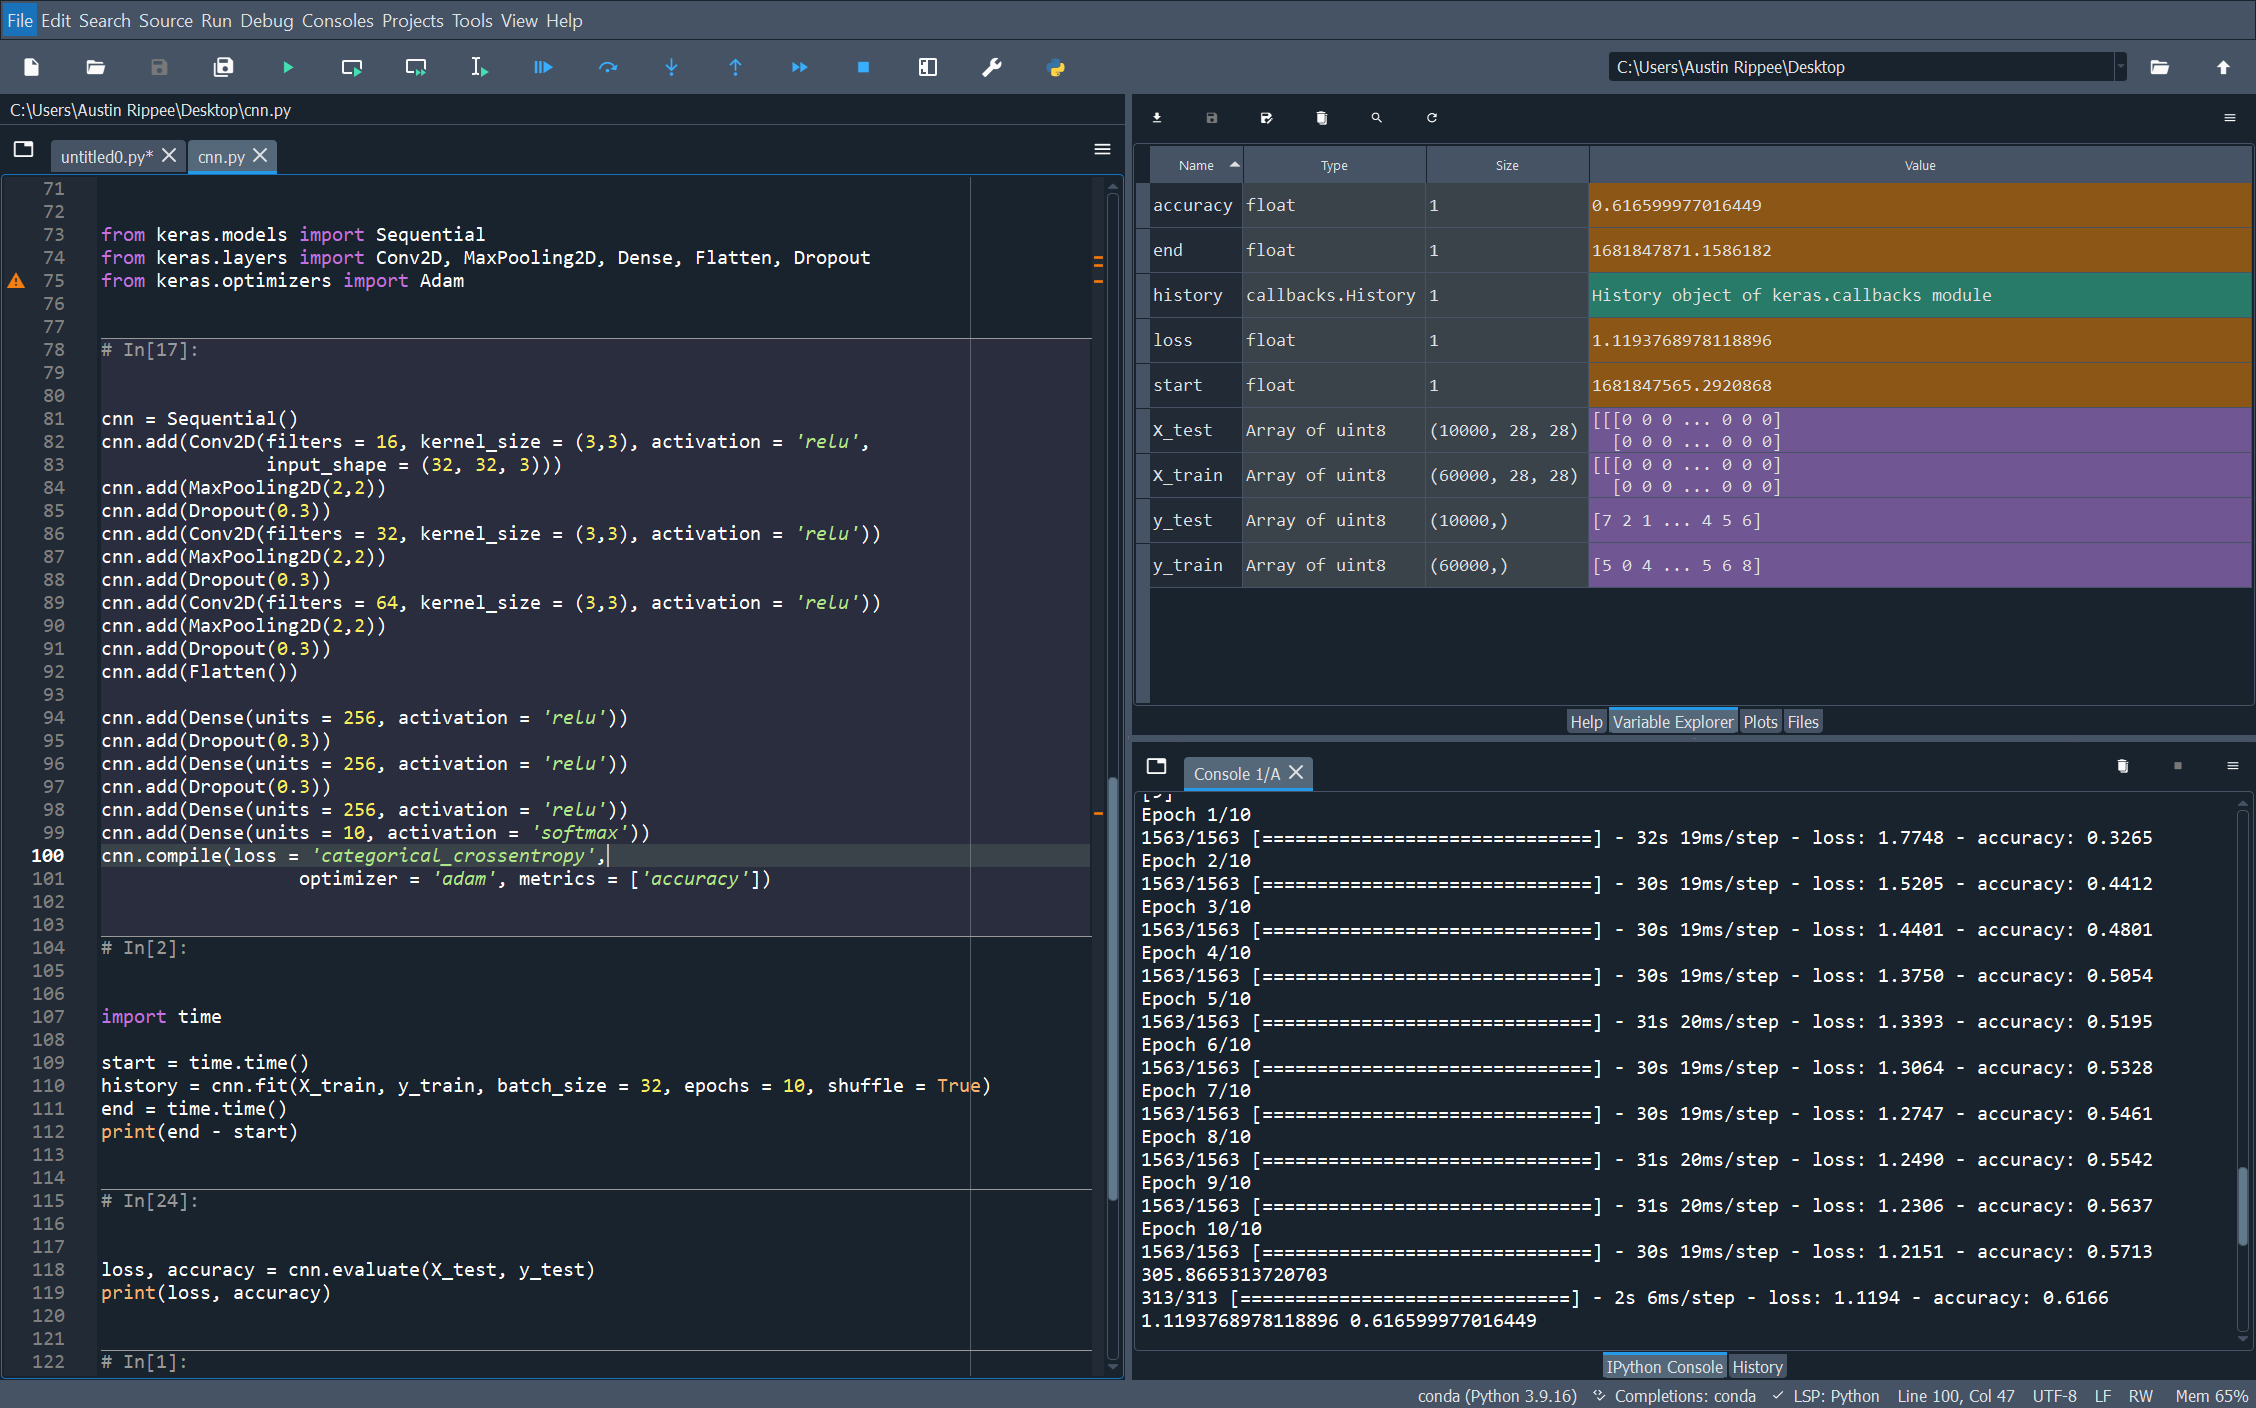 File Edit Search Source Run Debug Consoles Projects Tools View Help
C:\Users\Austin Rippee\Desktop
C:\Users\Austin Rippee\Desktop\cnn.py
untitled0.py* cnn.py
71
72
73 from keras.models import Sequential
74 from keras.layers import Conv2D, MaxPooling2D, Dense, Flatten, Dropout
75 from keras.optimizers import Adam
76
77
78 # In[17]:
79
80
81 cnn = Sequential()
82 cnn.add(Conv2D(filters = 16, kernel_size = (3,3), activation = 'relu',
83 input_shape = (32, 32, 3)))
84 cnn.add(MaxPooling2D(2,2))
85 cnn.add(Dropout(0.3))
86 cnn.add(Conv2D(filters = 32, kernel_size = (3,3), activation = 'relu'))
87 cnn.add(MaxPooling2D(2,2))
88 cnn.add(Dropout(0.3))
89 cnn.add(Conv2D(filters = 64, kernel_size = (3,3), activation = 'relu'))
90 cnn.add(MaxPooling2D(2,2))
91 cnn.add(Dropout(0.3))
92 cnn.add(Flatten())
93
94 cnn.add(Dense(units = 256, activation = 'relu'))
95 cnn.add(Dropout(0.3))
96 cnn.add(Dense(units = 256, activation = 'relu'))
97 cnn.add(Dropout(0.3))
98 cnn.add(Dense(units = 256, activation = 'relu'))
99 cnn.add(Dense(units = 10, activation = 'softmax'))
100 cnn.compile(loss = 'categorical_crossentropy',
101 optimizer = 'adam', metrics = ['accuracy'])
102
103
104 # In[2]:
105
106
107 import time
108
109 start = time.time()
110 history = cnn.fit(X_train, y_train, batch_size = 32, epochs = 10, shuffle = True)
111 end = time.time()
112 print(end - start)
113
114
115 # In[24]:
116
117
118 loss, accuracy = cnn.evaluate(X_test, y_test)
119 print(loss, accuracy)
120
121
122 # In[1]:
Name Type Size Value
accuracy float 1 0.616599977016449
end float 1 1681847871.1586182
history callbacks.History 1 History object of keras.callbacks module
loss float 1 1.1193768978118896
start float 1 1681847565.2920868
X_test Array of uint8 (10000, 28, 28) [[[0 0 0 ... 0 0 0]
[0 0 0 ... 0 0 0]
X_train Array of uint8 (60000, 28, 28) [[[0 0 0 ... 0 0 0]
[0 0 0 ... 0 0 0]
y_test Array of uint8 (10000,) [7 2 1 ... 4 5 6]
y_train Array of uint8 (60000,) [5 0 4 ... 5 6 8]
Help Variable Explorer Plots Files
Console 1/A
Epoch 1/10
1563/1563 [==============================] - 32s 19ms/step - loss: 1.7748 - accuracy: 0.3265
Epoch 2/10
1563/1563 [==============================] - 30s 19ms/step - loss: 1.5205 - accuracy: 0.4412
Epoch 3/10
1563/1563 [==============================] - 30s 19ms/step - loss: 1.4401 - accuracy: 0.4801
Epoch 4/10
1563/1563 [==============================] - 30s 19ms/step - loss: 1.3750 - accuracy: 0.5054
Epoch 5/10
1563/1563 [==============================] - 31s 20ms/step - loss: 1.3393 - accuracy: 0.5195
Epoch 6/10
1563/1563 [==============================] - 30s 19ms/step - loss: 1.3064 - accuracy: 0.5328
Epoch 7/10
1563/1563 [==============================] - 30s 19ms/step - loss: 1.2747 - accuracy: 0.5461
Epoch 8/10
1563/1563 [==============================] - 31s 20ms/step - loss: 1.2490 - accuracy: 0.5542
Epoch 9/10
1563/1563 [==============================] - 31s 20ms/step - loss: 1.2306 - accuracy: 0.5637
Epoch 10/10
1563/1563 [==============================] - 30s 19ms/step - loss: 1.2151 - accuracy: 0.5713
305.8665313720703
313/313 [==============================] - 2s 6ms/step - loss: 1.1194 - accuracy: 0.6166
1.1193768978118896 0.616599977016449
IPython Console History
conda (Python 3.9.16) Completions: conda LSP: Python Line 100, Col 47 UTF-8 LF RW Mem 65%